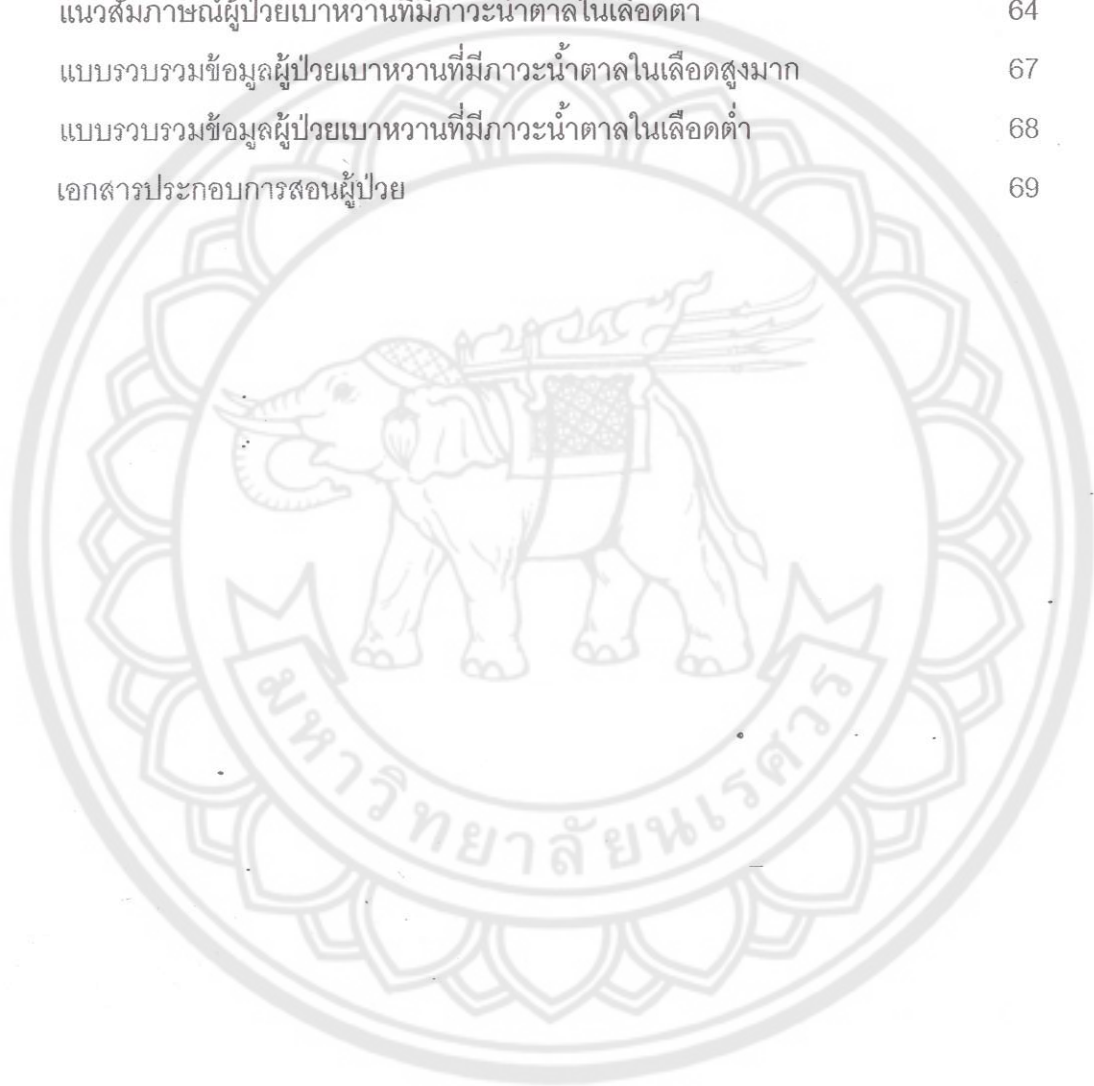 แนวสัมภาษณ์ผู้ป่วยเบาหวานที่มีภาวะน้ำตาลในเลือดต่ำ 64
แบบรวบรวมข้อมูลผู้ป่วยเบาหวานที่มีภาวะน้ำตาลในเลือดสูงมาก 67
แบบรวบรวมข้อมูลผู้ป่วยเบาหวานที่มีภาวะน้ำตาลในเลือดต่ำ 68
เอกสารประกอบการสอนผู้ป่วย 69
มหาวิทยาลัยนเรศวร